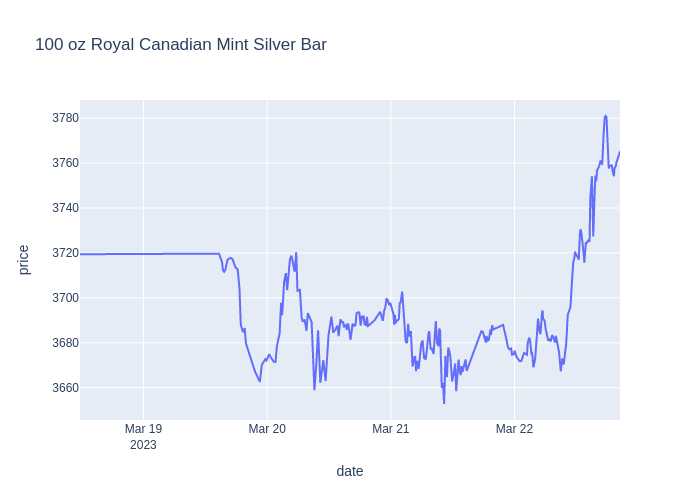 100 oz Royal Canadian Mint Silver Bar
3780
3760
3740
3720
3700
3680
3660
price
Mar 19
2023
Mar 20
Mar 21
Mar 22
date